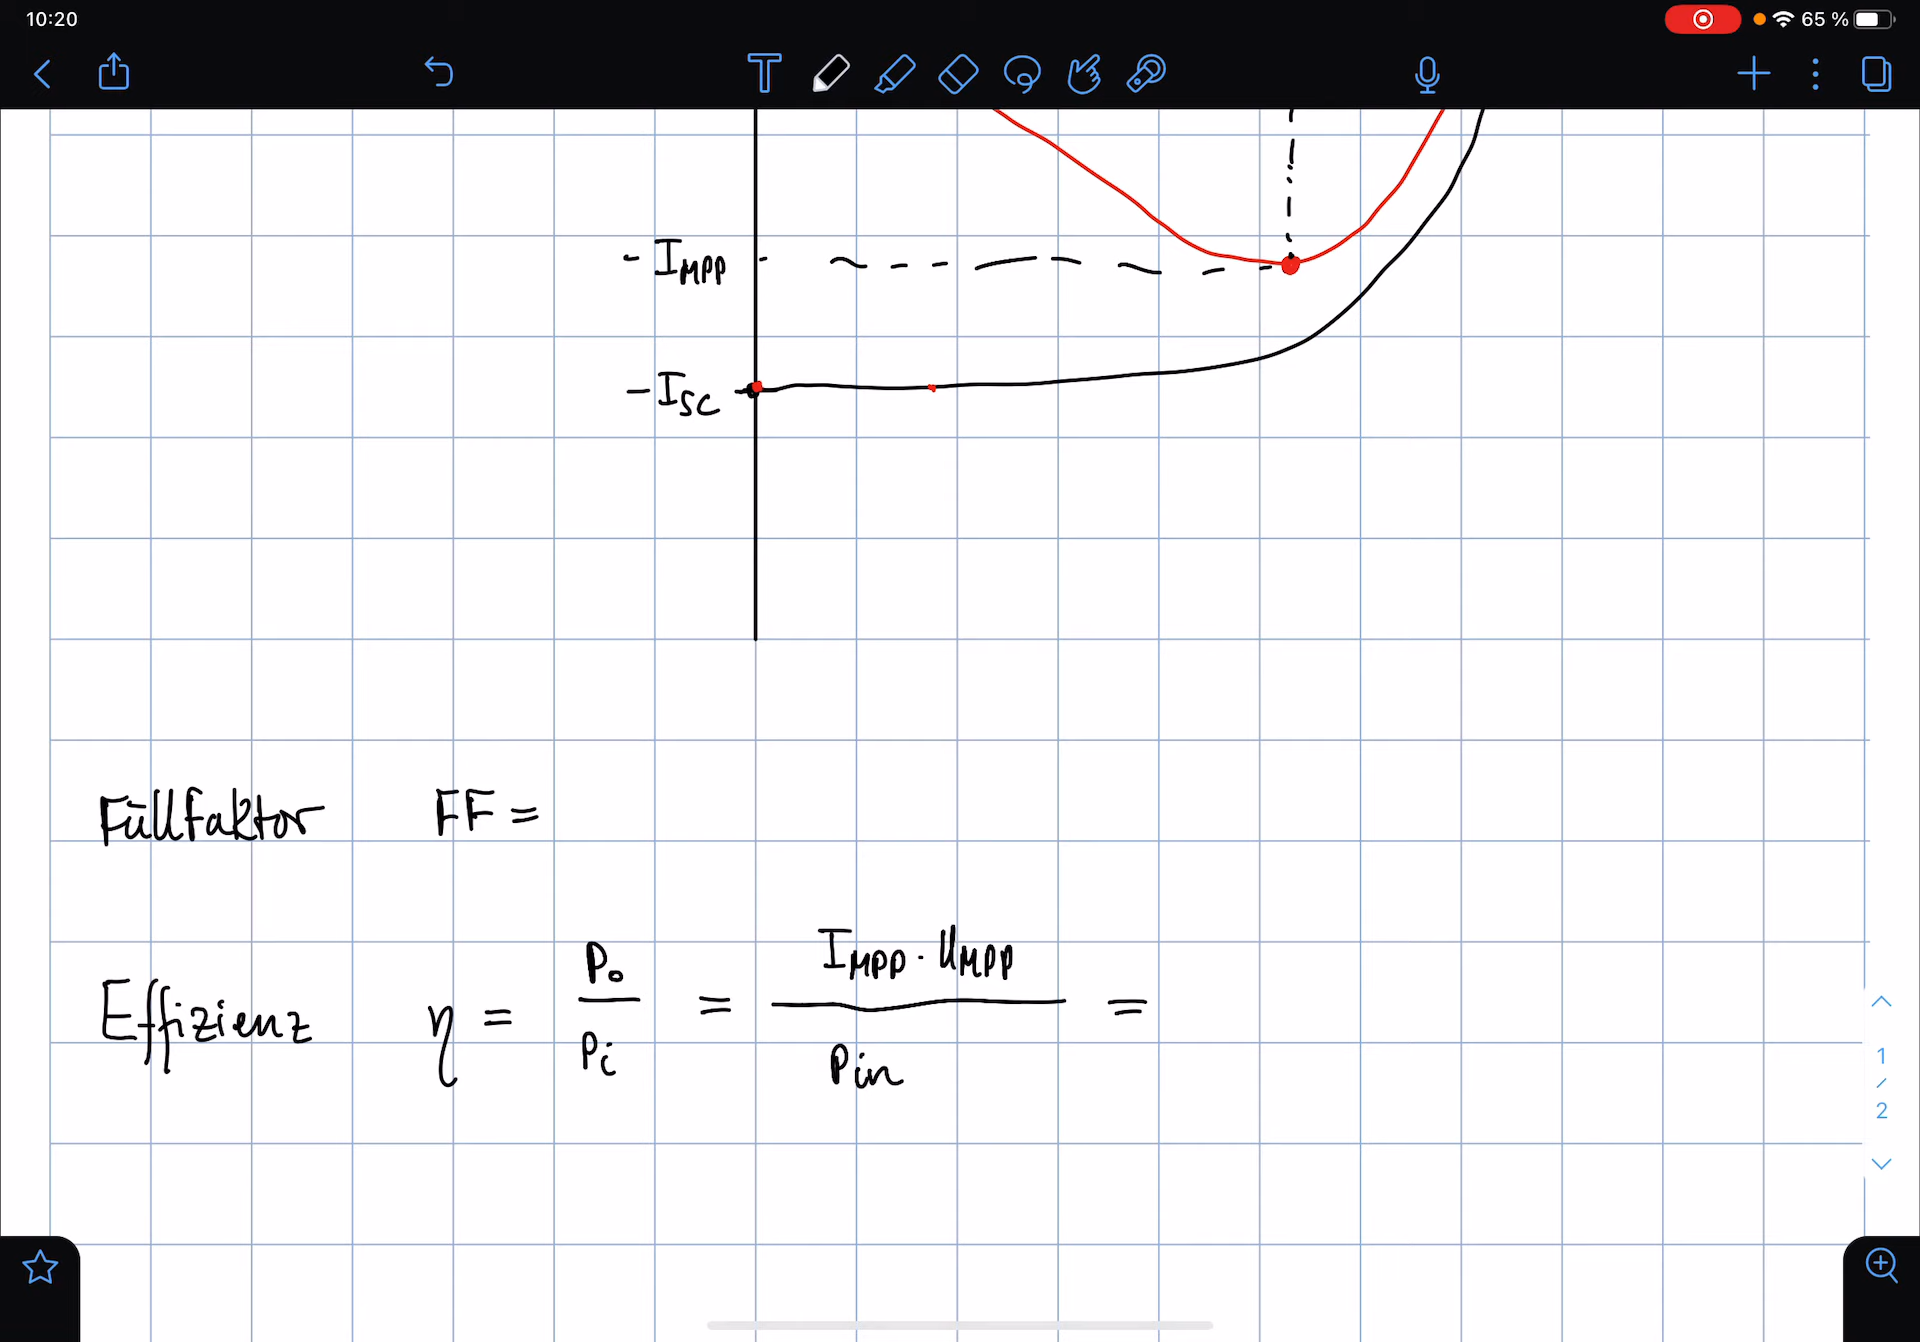 10:20
65 %
T
- I_MPP
- I_SC
Füllfaktor FF =
Effizienz η = P_o / P_i = I_MPP · U_MPP / P_in =
1
/
2